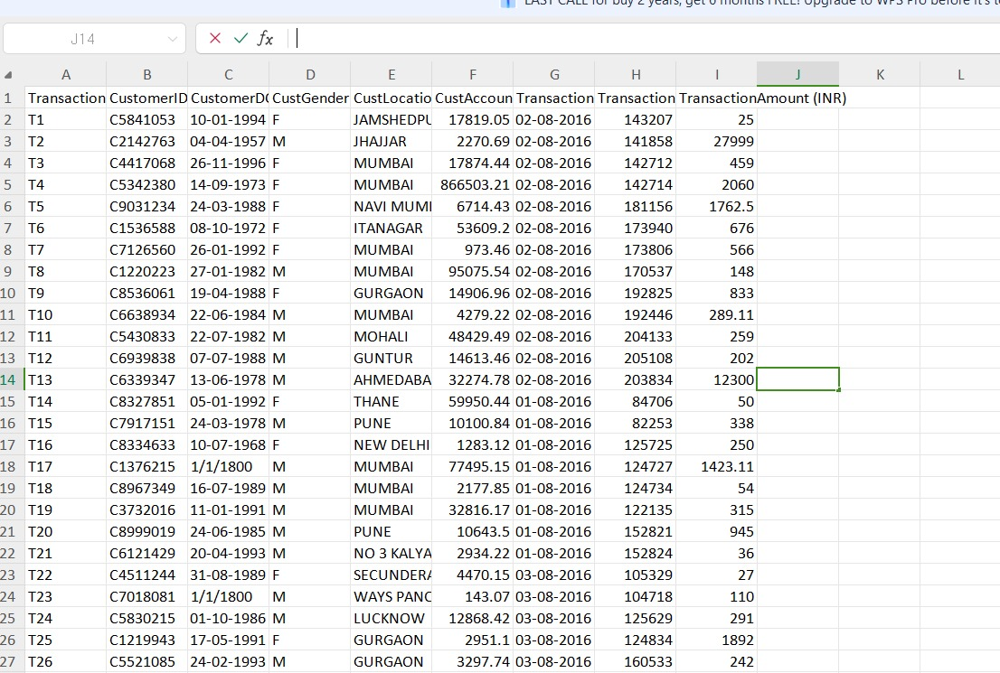 LAST CALL for buy 2 years, get 6 months FREE! Upgrade to WPS Pro before it's
J14 fx
A B C D E F G H I J K L
1 Transaction CustomerID CustomerD CustGender CustLocatio CustAccoun Transaction Transaction TransactionAmount (INR)
2 T1 C5841053 10-01-1994 F JAMSHEDPU 17819.05 02-08-2016 143207 25
3 T2 C2142763 04-04-1957 M JHAJJAR 2270.69 02-08-2016 141858 27999
4 T3 C4417068 26-11-1996 F MUMBAI 17874.44 02-08-2016 142712 459
5 T4 C5342380 14-09-1973 F MUMBAI 866503.21 02-08-2016 142714 2060
6 T5 C9031234 24-03-1988 F NAVI MUMI 6714.43 02-08-2016 181156 1762.5
7 T6 C1536588 08-10-1972 F ITANAGAR 53609.2 02-08-2016 173940 676
8 T7 C7126560 26-01-1992 F MUMBAI 973.46 02-08-2016 173806 566
9 T8 C1220223 27-01-1982 M MUMBAI 95075.54 02-08-2016 170537 148
10 T9 C8536061 19-04-1988 F GURGAON 14906.96 02-08-2016 192825 833
11 T10 C6638934 22-06-1984 M MUMBAI 4279.22 02-08-2016 192446 289.11
12 T11 C5430833 22-07-1982 M MOHALI 48429.49 02-08-2016 204133 259
13 T12 C6939838 07-07-1988 M GUNTUR 14613.46 02-08-2016 205108 202
14 T13 C6339347 13-06-1978 M AHMEDABA 32274.78 02-08-2016 203834 12300
15 T14 C8327851 05-01-1992 F THANE 59950.44 01-08-2016 84706 50
16 T15 C7917151 24-03-1978 M PUNE 10100.84 01-08-2016 82253 338
17 T16 C8334633 10-07-1968 F NEW DELHI 1283.12 01-08-2016 125725 250
18 T17 C1376215 1/1/1800 M MUMBAI 77495.15 01-08-2016 124727 1423.11
19 T18 C8967349 16-07-1989 M MUMBAI 2177.85 01-08-2016 124734 54
20 T19 C3732016 11-01-1991 M MUMBAI 32816.17 01-08-2016 122135 315
21 T20 C8999019 24-06-1985 M PUNE 10643.5 01-08-2016 152821 945
22 T21 C6121429 20-04-1993 M NO 3 KALYA 2934.22 01-08-2016 152824 36
23 T22 C4511244 31-08-1989 F SECUNDERA 4470.15 03-08-2016 105329 27
24 T23 C7018081 1/1/1800 M WAYS PANC 143.07 03-08-2016 104718 110
25 T24 C5830215 01-10-1986 M LUCKNOW 12868.42 03-08-2016 125629 291
26 T25 C1219943 17-05-1991 F GURGAON 2951.1 03-08-2016 124834 1892
27 T26 C5521085 24-02-1993 M GURGAON 3297.74 03-08-2016 160533 242